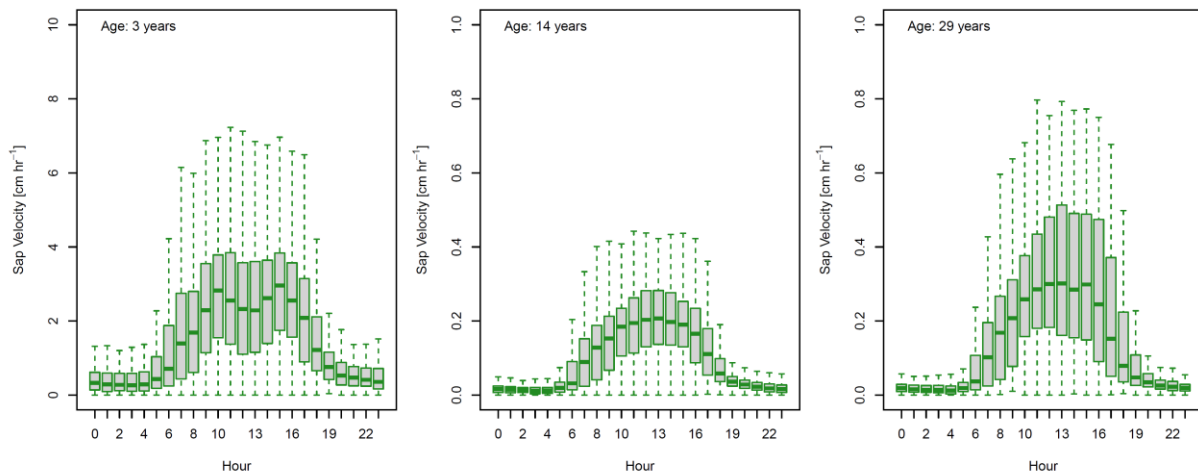 Age: 3 years
10
8
6
4
2
0
Sap Velocity [cm hr⁻¹]
0 2 4 6 8 10 13 16 19 22
Hour
Age: 14 years
1.0
0.8
0.6
0.4
0.2
0.0
Sap Velocity [cm hr⁻¹]
0 2 4 6 8 10 13 16 19 22
Hour
Age: 29 years
1.0
0.8
0.6
0.4
0.2
0.0
Sap Velocity [cm hr⁻¹]
0 2 4 6 8 10 13 16 19 22
Hour